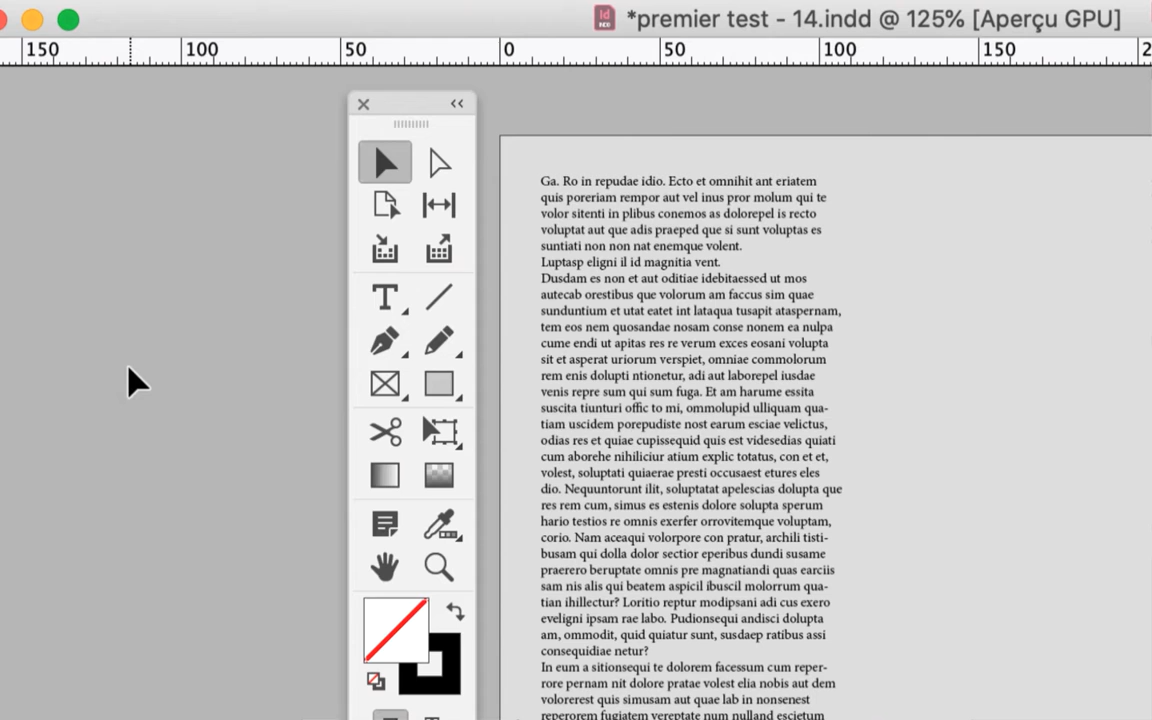 *premier test - 14.indd @ 125% [Aperçu GPU]
150 100 50 0 50 100 150
Ga. Ro in repudae idio. Ecto et omnihit ant eriatem
quis poreriam rempor aut vel inus pror molum qui te
volor sitenti in plibus conemos as dolorepel is recto
voluptat aut que adis praeped que si sunt voluptas es
suntiati non non nat enemque volent.
Luptasp eligni il id magnitia vent.
Dusdam es non et aut oditiae idebitaessed ut mos
autecab orestibus que volorum am faccus sim quae
sunduntium et utat eatet int lataqua tusapit ataspernam,
tem eos nem quosandae nosam conse nonem ea nulpa
cume endi ut apitas res re verum exces eosani volupta
sit et asperat uriorum verspiet, omniae commolorum
rem enis dolupti ntionetur, adi aut laborepel iusdae
venis repre sum qui sum fuga. Et am harume essita
suscita tiunturi offic to mi, ommolupid ulliquam qua-
tiam uscidem porepudiste nost earum esciae velictus,
odias res et quiae cupissequid quis est videsedias quiati
cum aborehe nihiliciur atium explic totatus, con et et,
volest, soluptati quiaerae presti occusaest etures eles
dio. Nequuntorunt ilit, soluptatat apelescias dolupta que
res rem cum, simus es estenis dolore solupta sperum
hario testios re omnis exerfer orrovitemque voluptam,
corio. Nam aceaqui volorpore con pratur, archili tisti-
busam qui dolla dolor sectior eperibus dundi susame
praerero beruptate omnis pre magnatiandi quas earciis
sam nis alis qui beatem aspicil ibuscil molorrum qua-
tian ihillectur? Loritio reptur modipsani adi cus exero
eveligni ipsam rae labo. Pudionsequi andisci dolupta
am, ommodit, quid quiatur sunt, susdaep ratibus assi
consequidiae netur?
In eum a sitionsequi te dolorem facessum cum reper-
rore pernam nit dolore pratae volest elia nobis aut dem
volorerest quis simusam aut quae lab in nonsenest
reperorem fugiatem vereptate num nulland escietum